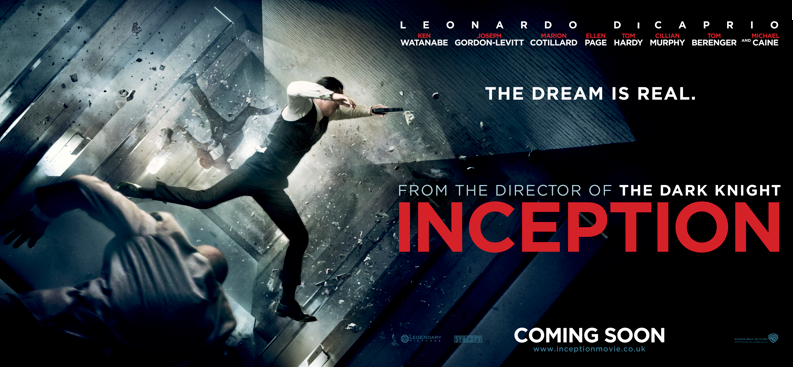 LEONARDO DiCAPRIO
KEN JOSEPH MARION ELLEN TOM CILLIAN TOM MICHAEL
WATANABE GORDON-LEVITT COTILLARD PAGE HARDY MURPHY BERENGER AND CAINE
THE DREAM IS REAL.
FROM THE DIRECTOR OF THE DARK KNIGHT
INCEPTION
LEGENDARY
COMING SOON
www.inceptionmovie.co.uk